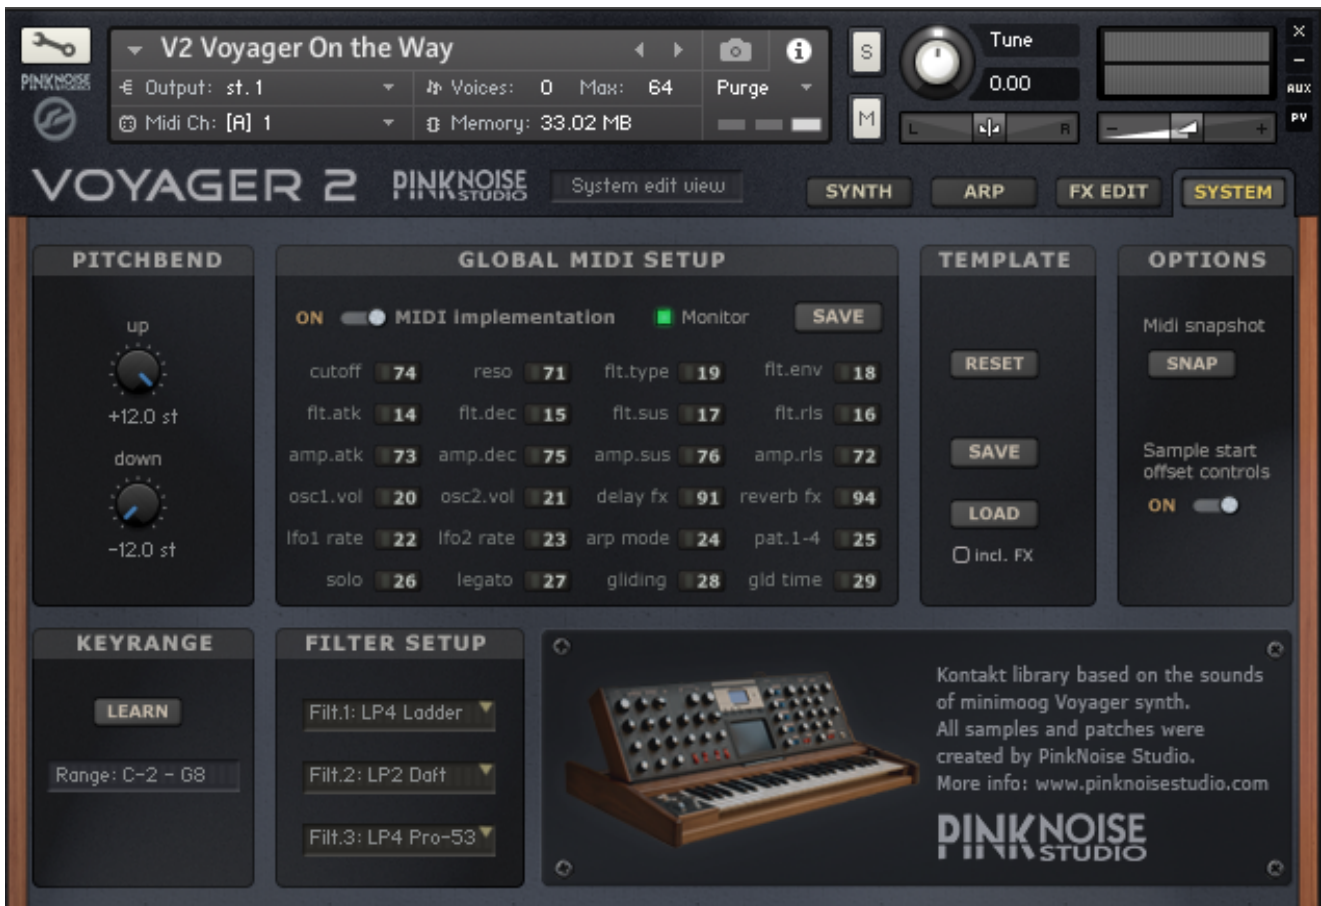 V2 Voyager On the Way
Output: st.1
Voices: 0 Max: 64
Purge
Midi Ch: [A] 1
Memory: 33.02 MB
S
M
Tune
0.00
L R
- +
X
-
AUX
PV
PINKNOISE
VOYAGER 2
PINKNOISE STUDIO
System edit view
SYNTH
ARP
FX EDIT
SYSTEM
PITCHBEND
up
+12.0 st
down
-12.0 st
GLOBAL MIDI SETUP
ON MIDI implementation Monitor SAVE
cutoff 74 reso 71 flt.type 19 flt.env 18
flt.atk 14 flt.dec 15 flt.sus 17 flt.rls 16
amp.atk 73 amp.dec 75 amp.sus 76 amp.rls 72
osc1.vol 20 osc2.vol 21 delay fx 91 reverb fx 94
lfo1 rate 22 lfo2 rate 23 arp mode 24 pat.1-4 25
solo 26 legato 27 gliding 28 gld time 29
TEMPLATE
RESET
SAVE
LOAD
incl. FX
OPTIONS
Midi snapshot
SNAP
Sample start
offset controls
ON
KEYRANGE
LEARN
Range: C-2 - G8
FILTER SETUP
Filt.1: LP4 Ladder
Filt.2: LP2 Daft
Filt.3: LP4 Pro-53
Kontakt library based on the sounds
of minimoog Voyager synth.
All samples and patches were
created by PinkNoise Studio.
More info: www.pinknoisestudio.com
PINKNOISE
STUDIO